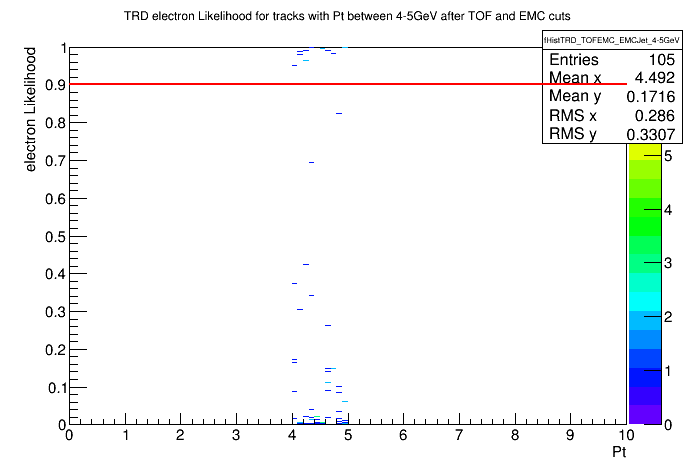 TRD electron Likelihood for tracks with Pt between 4-5GeV after TOF and EMC cuts
fHistTRD_TOFEMC_EMCJet_4-5GeV
Entries 105
Mean x 4.492
Mean y 0.1716
RMS x 0.286
RMS y 0.3307
electron Likelihood
1
0.9
0.8
0.7
0.6
0.5
0.4
0.3
0.2
0.1
0
0 1 2 3 4 5 6 7 8 9 10
Pt
5
4
3
2
1
0